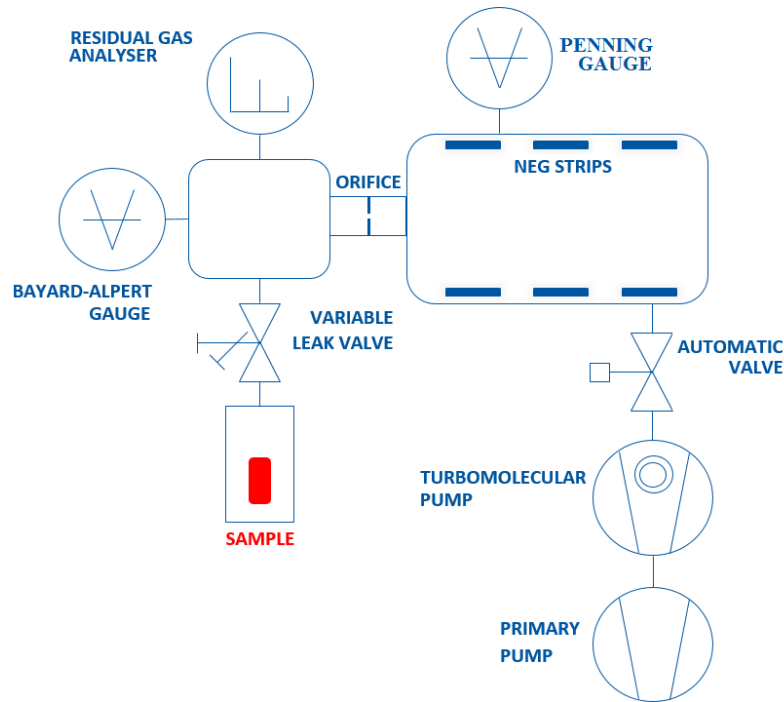 RESIDUAL GAS
ANALYSER
PENNING
GAUGE
NEG STRIPS
ORIFICE
BAYARD-ALPERT
GAUGE
VARIABLE
LEAK VALVE
AUTOMATIC
VALVE
TURBOMOLECULAR
PUMP
SAMPLE
PRIMARY
PUMP